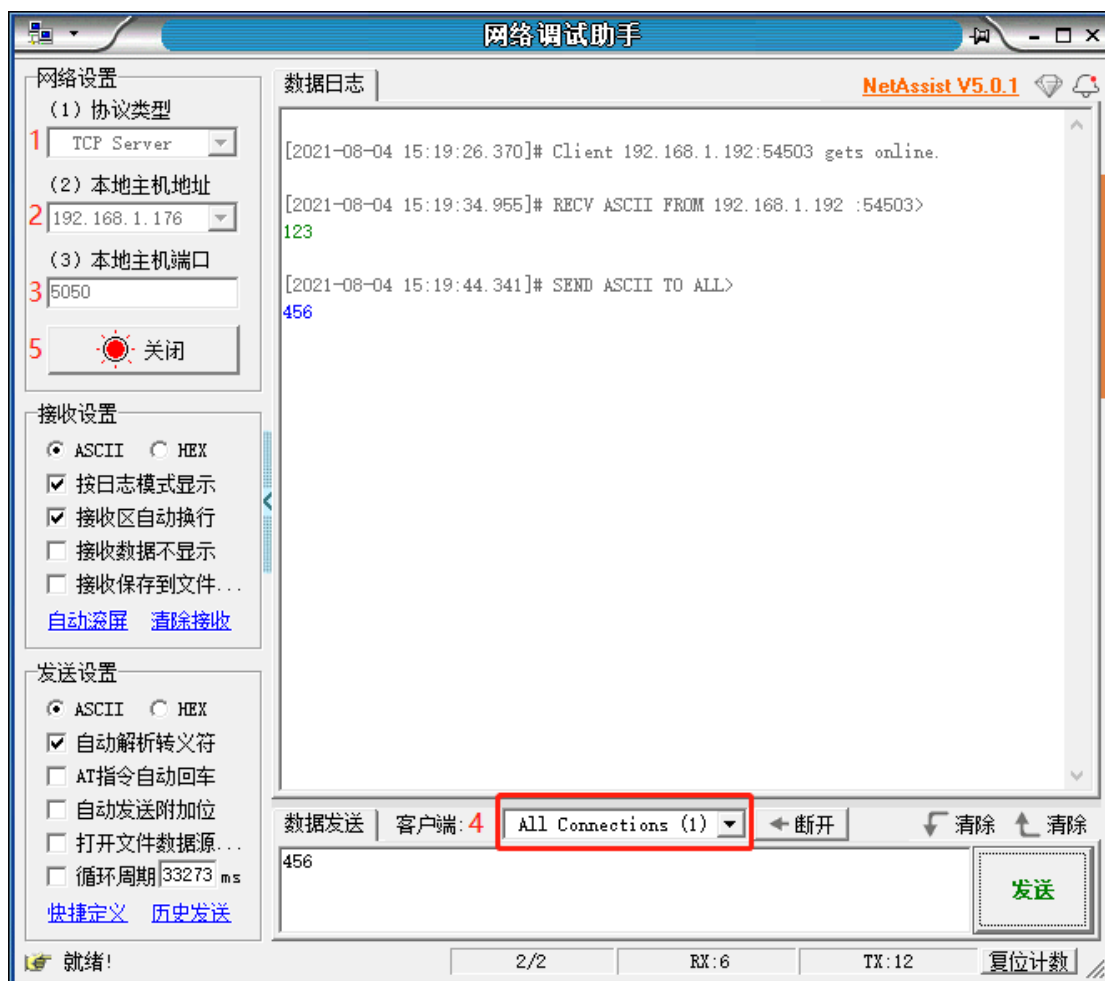 网络调试助手
网络设置
(1) 协议类型
1 TCP Server
(2) 本地主机地址
2 192.168.1.176
(3) 本地主机端口
3 5050
5 关闭
接收设置
ASCII HEX
按日志模式显示
接收区自动换行
接收数据不显示
接收保存到文件...
自动滚屏 清除接收
发送设置
ASCII HEX
自动解析转义符
AT指令自动回车
自动发送附加位
打开文件数据源...
循环周期 33273 ms
快捷定义 历史发送
数据日志
NetAssist V5.0.1
[2021-08-04 15:19:26.370]# Client 192.168.1.192:54503 gets online.
[2021-08-04 15:19:34.955]# RECV ASCII FROM 192.168.1.192 :54503>
123
[2021-08-04 15:19:44.341]# SEND ASCII TO ALL>
456
数据发送 客户端: 4 All Connections (1) 断开 清除 清除
456
发送
就绪! 2/2 RX:6 TX:12 复位计数